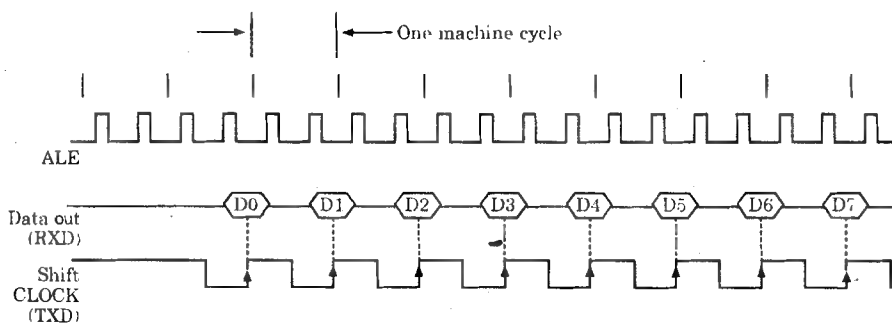 One machine cycle
ALE
D0 D1 D2 D3 D4 D5 D6 D7
Data out
(RXD)
Shift
CLOCK
(TXD)